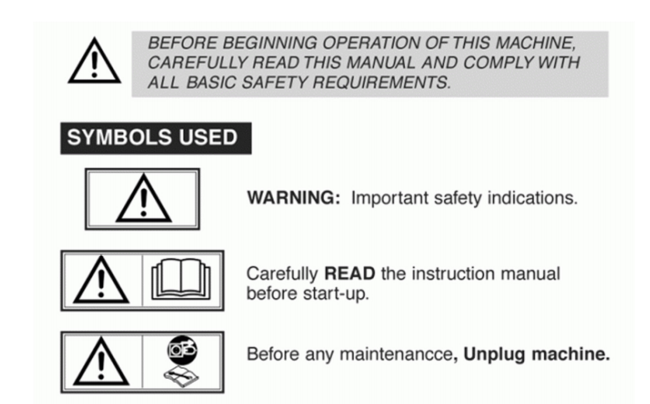 BEFORE BEGINNING OPERATION OF THIS MACHINE,
CAREFULLY READ THIS MANUAL AND COMPLY WITH
ALL BASIC SAFETY REQUIREMENTS.
SYMBOLS USED
WARNING: Important safety indications.
Carefully READ the instruction manual
before start-up.
Before any maintenancce, Unplug machine.